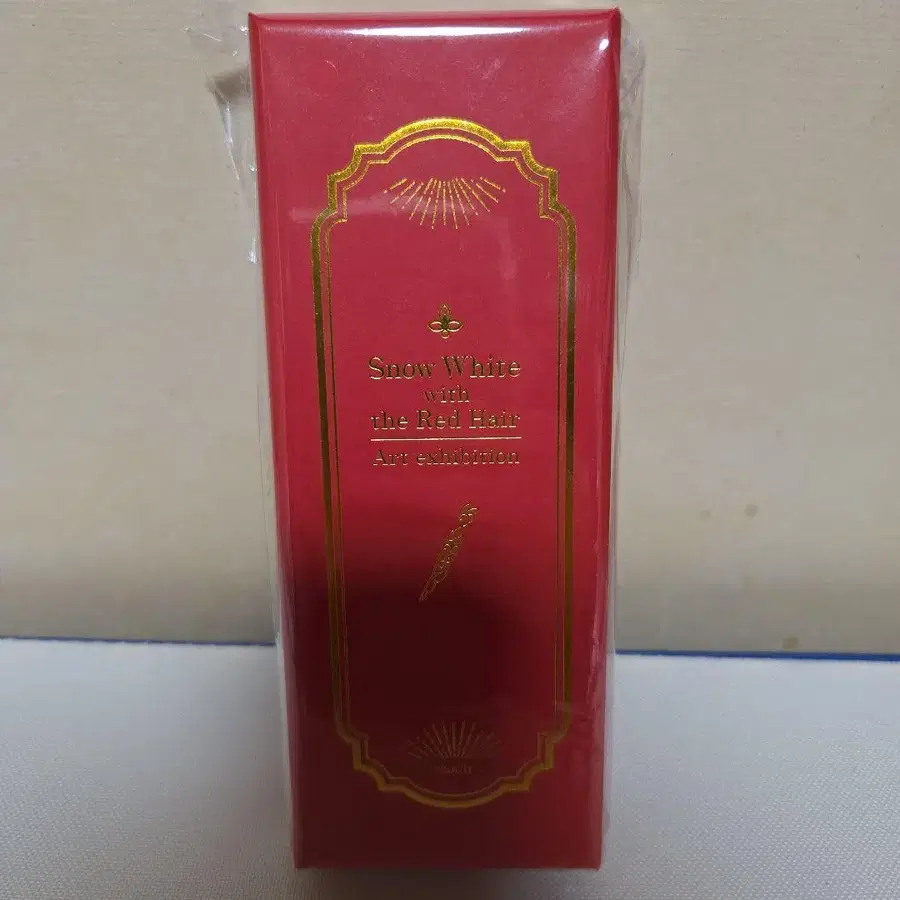 Snow White
with
the Red Hair
Art exhibition